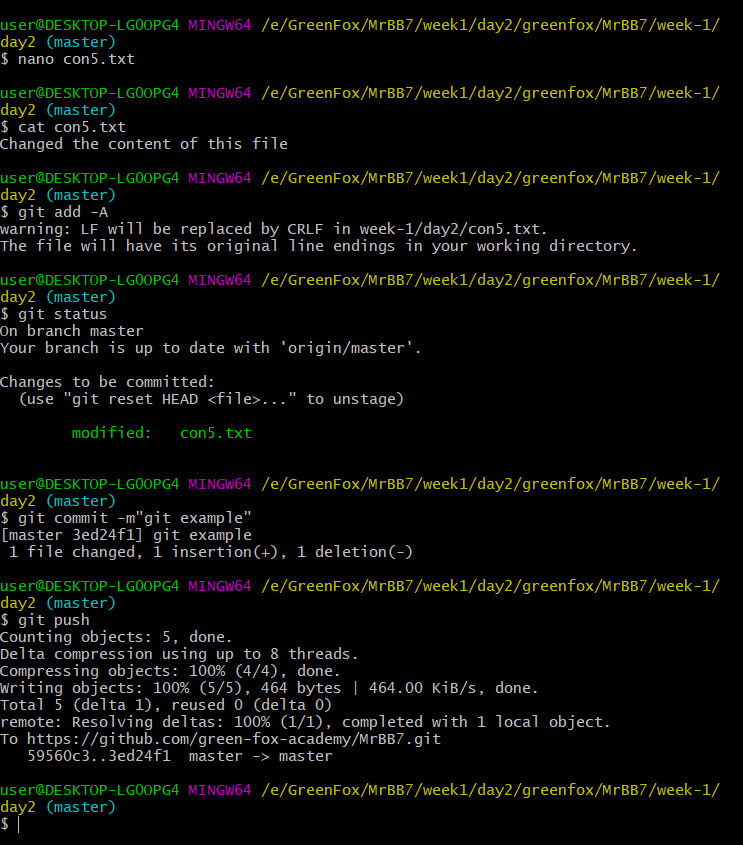 user@DESKTOP-LGOOPG4 MINGW64 /e/GreenFox/MrBB7/week1/day2/greenfox/MrBB7/week-1/
day2 (master)
$ nano con5.txt
user@DESKTOP-LGOOPG4 MINGW64 /e/GreenFox/MrBB7/week1/day2/greenfox/MrBB7/week-1/
day2 (master)
$ cat con5.txt
Changed the content of this file
user@DESKTOP-LGOOPG4 MINGW64 /e/GreenFox/MrBB7/week1/day2/greenfox/MrBB7/week-1/
day2 (master)
$ git add -A
warning: LF will be replaced by CRLF in week-1/day2/con5.txt.
The file will have its original line endings in your working directory.
user@DESKTOP-LGOOPG4 MINGW64 /e/GreenFox/MrBB7/week1/day2/greenfox/MrBB7/week-1/
day2 (master)
$ git status
On branch master
Your branch is up to date with 'origin/master'.
Changes to be committed:
  (use "git reset HEAD <file>..." to unstage)
        modified:   con5.txt
user@DESKTOP-LGOOPG4 MINGW64 /e/GreenFox/MrBB7/week1/day2/greenfox/MrBB7/week-1/
day2 (master)
$ git commit -m"git example"
[master 3ed24f1] git example
 1 file changed, 1 insertion(+), 1 deletion(-)
user@DESKTOP-LGOOPG4 MINGW64 /e/GreenFox/MrBB7/week1/day2/greenfox/MrBB7/week-1/
day2 (master)
$ git push
Counting objects: 5, done.
Delta compression using up to 8 threads.
Compressing objects: 100% (4/4), done.
Writing objects: 100% (5/5), 464 bytes | 464.00 KiB/s, done.
Total 5 (delta 1), reused 0 (delta 0)
remote: Resolving deltas: 100% (1/1), completed with 1 local object.
To https://github.com/green-fox-academy/MrBB7.git
   59560c3..3ed24f1  master -> master
user@DESKTOP-LGOOPG4 MINGW64 /e/GreenFox/MrBB7/week1/day2/greenfox/MrBB7/week-1/
day2 (master)
$